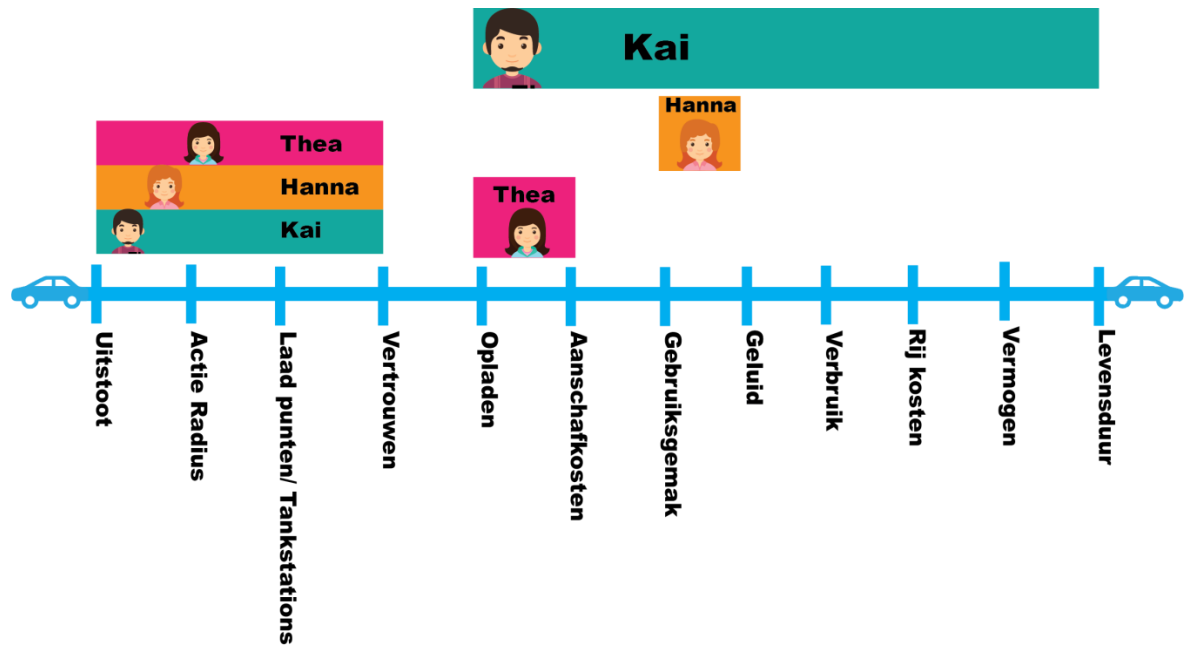 Kai
Hanna
Thea
Hanna
Kai
Thea
Uitstoot
Actie Radius
Laad punten/ Tankstations
Vertrouwen
Opladen
Aanschafkosten
Gebruiksgemak
Geluid
Verbruik
Rij kosten
Vermogen
Levensduur